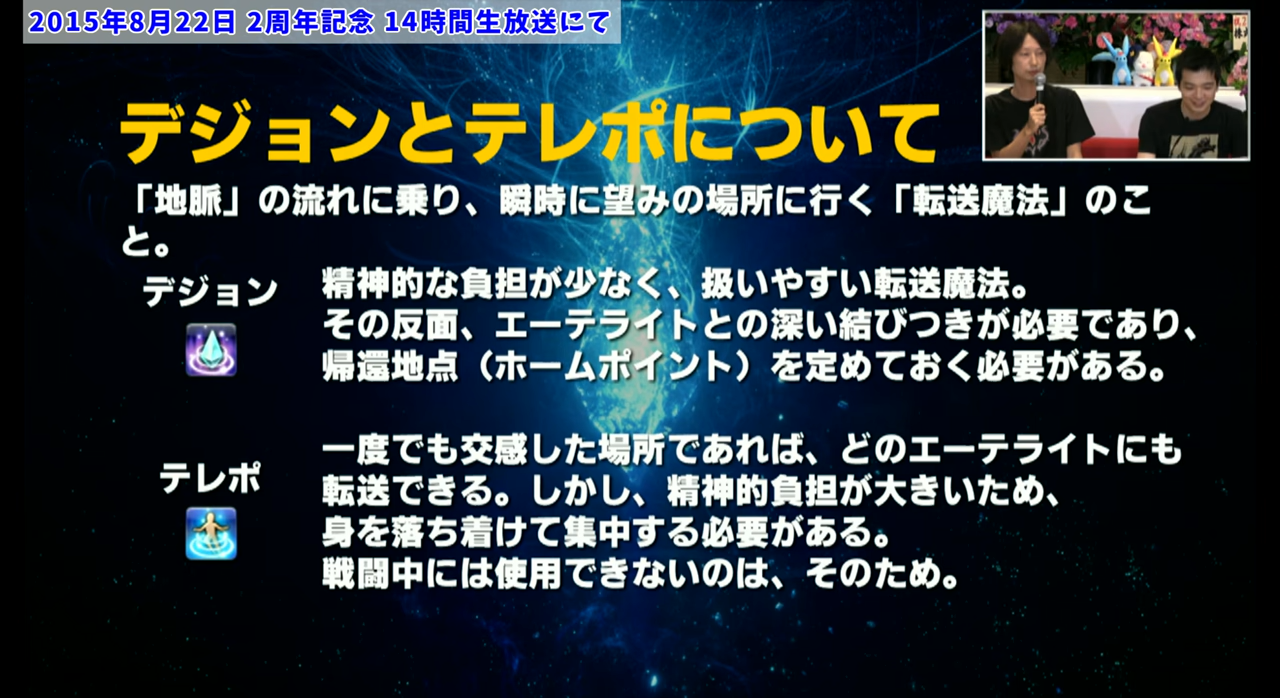 2015年8月22日 2周年記念 14時間生放送にて
デジョンとテレポについて
「地脈」の流れに乗り、瞬時に望みの場所に行く「転送魔法」のこ
と。
デジョン
精神的な負担が少なく、扱いやすい転送魔法。
その反面、エーテライトとの深い結びつきが必要であり、
帰還地点（ホームポイント）を定めておく必要がある。
テレポ
一度でも交感した場所であれば、どのエーテライトにも
転送できる。しかし、精神的負担が大きいため、
身を落ち着けて集中する必要がある。
戦闘中には使用できないのは、そのため。